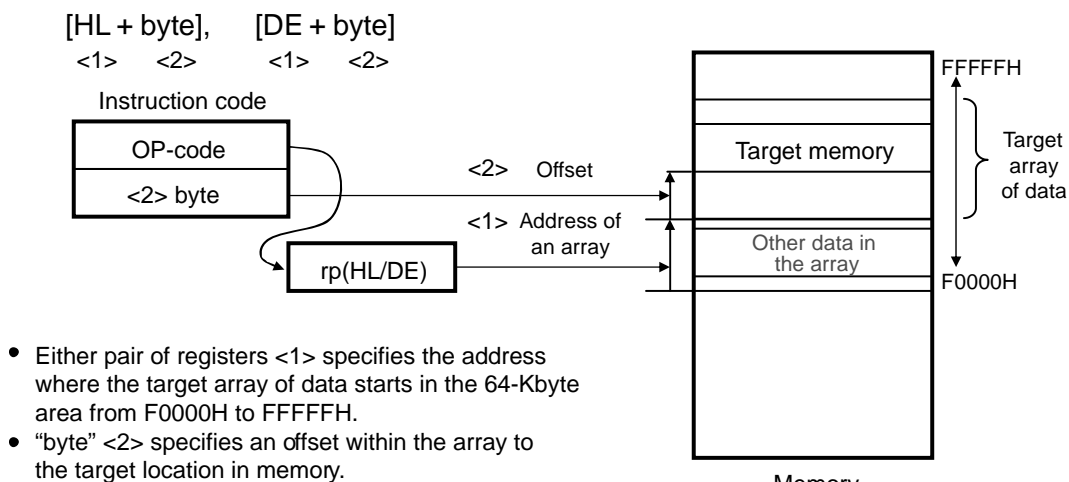 [HL + byte], [DE + byte]
<1> <2> <1> <2>
Instruction code
OP-code
<2> byte
rp(HL/DE)
<2> Offset
<1> Address of
an array
FFFFFH
Target memory
Target
array
of data
Other data in
the array
F0000H
• Either pair of registers <1> specifies the address
where the target array of data starts in the 64-Kbyte
area from F0000H to FFFFFH.
• “byte” <2> specifies an offset within the array to
the target location in memory.
Memory